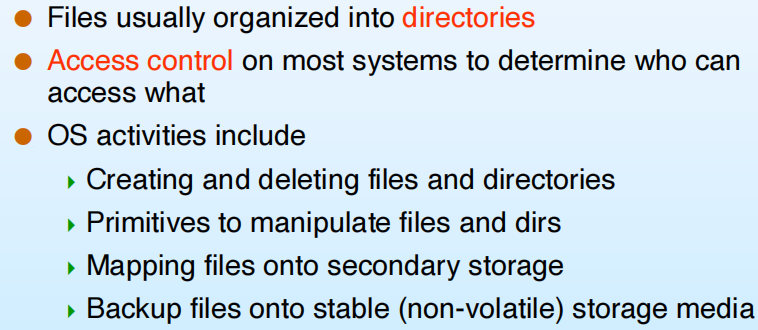 Files usually organized into directories
Access control on most systems to determine who can
access what
OS activities include
Creating and deleting files and directories
Primitives to manipulate files and dirs
Mapping files onto secondary storage
Backup files onto stable (non-volatile) storage media